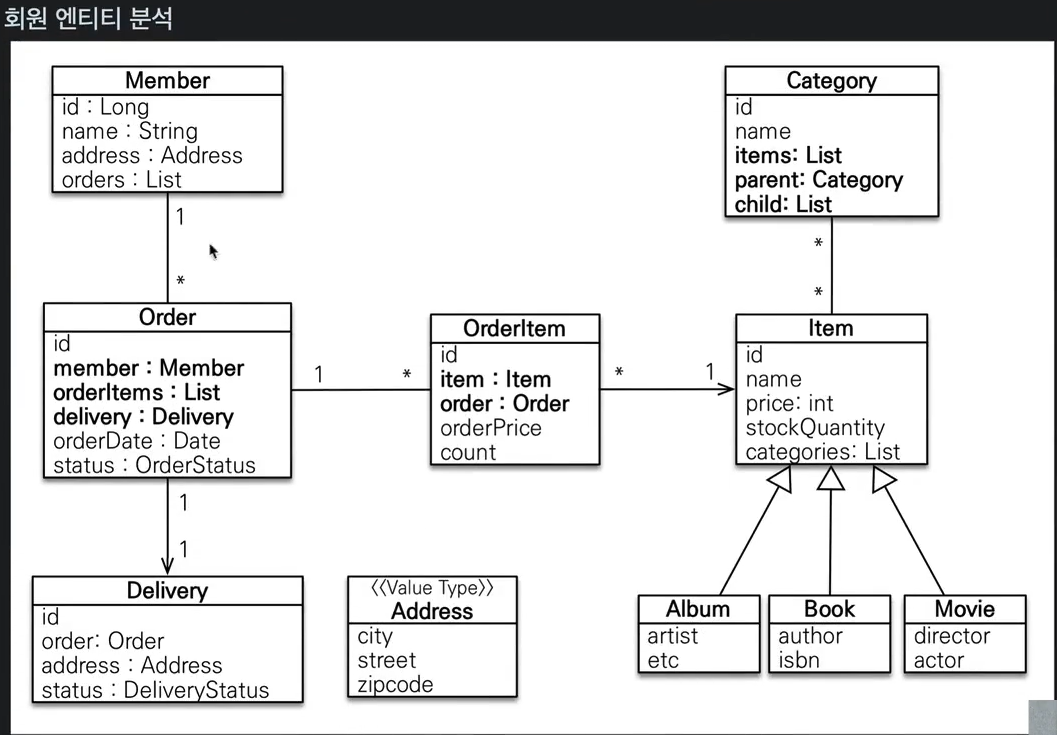 회원 엔티티 분석
Member
id : Long
name : String
address : Address
orders : List
1
*
Order
id
member : Member
orderItems : List
delivery : Delivery
orderDate : Date
status : OrderStatus
1
*
OrderItem
id
item : Item
order : Order
orderPrice
count
*
1
Category
id
name
items: List
parent: Category
child: List
*
*
Item
id
name
price: int
stockQuantity
categories: List
1
1
Delivery
id
order: Order
address : Address
status : DeliveryStatus
《Value Type》
Address
city
street
zipcode
Album
artist
etc
Book
author
isbn
Movie
director
actor